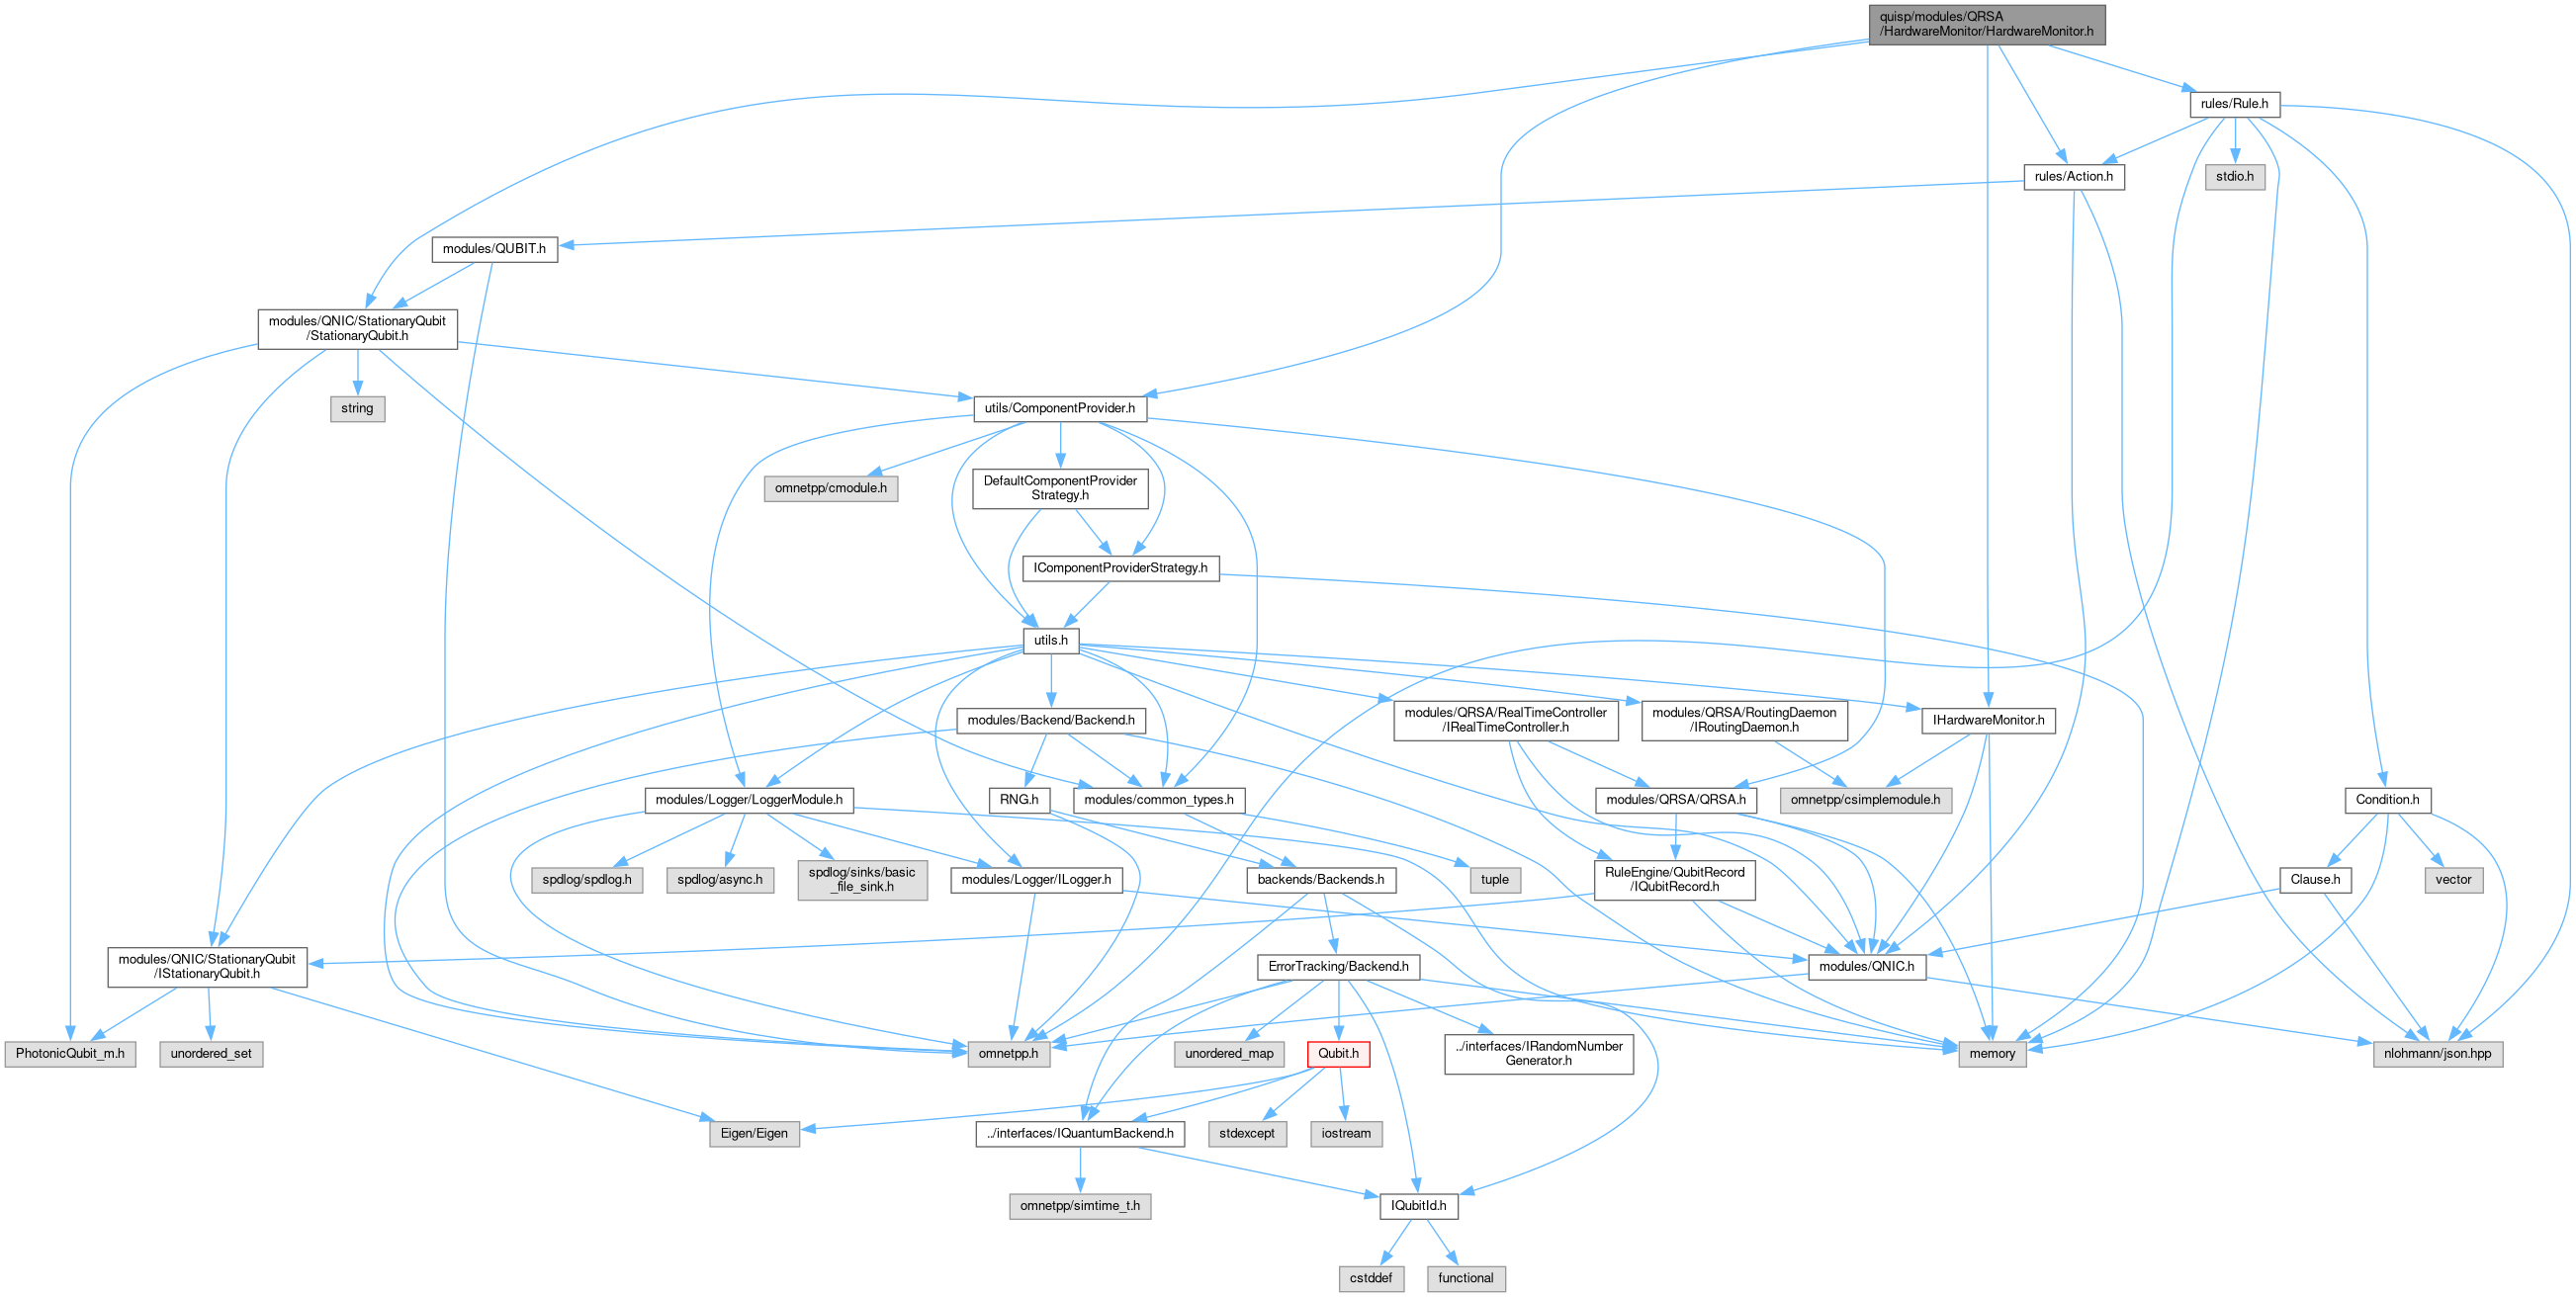 quisp/modules/QRSA
/HardwareMonitor/HardwareMonitor.h
rules/Rule.h
rules/Action.h
stdio.h
modules/QUBIT.h
modules/QNIC/StationaryQubit
/StationaryQubit.h
string
utils/ComponentProvider.h
omnetpp/cmodule.h
DefaultComponentProvider
Strategy.h
IComponentProviderStrategy.h
utils.h
modules/Backend/Backend.h
modules/QRSA/RealTimeController
/IRealTimeController.h
modules/QRSA/RoutingDaemon
/IRoutingDaemon.h
IHardwareMonitor.h
modules/Logger/LoggerModule.h
RNG.h
modules/common_types.h
modules/QRSA/QRSA.h
omnetpp/csimplemodule.h
Condition.h
spdlog/spdlog.h
spdlog/async.h
spdlog/sinks/basic
_file_sink.h
modules/Logger/ILogger.h
backends/Backends.h
tuple
RuleEngine/QubitRecord
/IQubitRecord.h
Clause.h
vector
modules/QNIC/StationaryQubit
/IStationaryQubit.h
ErrorTracking/Backend.h
modules/QNIC.h
PhotonicQubit_m.h
unordered_set
omnetpp.h
unordered_map
Qubit.h
../interfaces/IRandomNumber
Generator.h
memory
nlohmann/json.hpp
Eigen/Eigen
../interfaces/IQuantumBackend.h
stdexcept
iostream
omnetpp/simtime_t.h
IQubitId.h
cstddef
functional